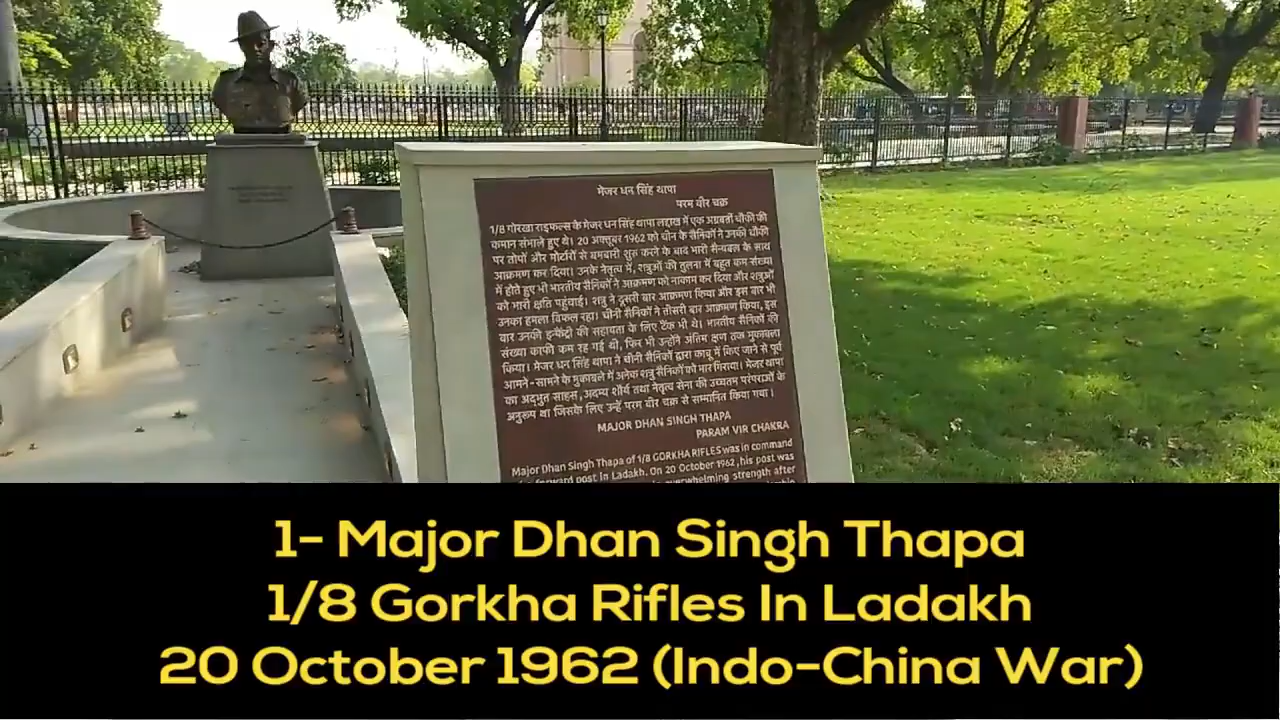 मेजर धन सिंह थापा
परम वीर चक्र
1/8 गोरखा राइफल्स के मेजर धन सिंह थापा लद्दाख में एक अग्रवर्ती चौकी की
कमान संभाले हुए थे। 20 अक्तूबर 1962 को चीन के सैनिकों ने उनकी चौकी
पर तोपों और मोर्टारों से बमबारी शुरू करने के बाद भारी सैन्यबल के साथ
आक्रमण कर दिया। उनके नेतृत्व में, शत्रुओं की तुलना में बहुत कम संख्या
में होते हुए भी भारतीय सैनिकों ने आक्रमण को नाकाम कर दिया और शत्रुओं
को भारी क्षति पहुंचाई। शत्रु ने दूसरी बार आक्रमण किया और इस बार भी
उनका हमला विफल रहा। चीनी सैनिकों ने तीसरी बार आक्रमण किया, इस
बार उनकी इन्फैंट्री की सहायता के लिए टैंक भी थे। भारतीय सैनिकों की
संख्या काफी कम रह गई थी, फिर भी उन्होंने अंतिम क्षण तक मुकाबला
किया। मेजर धन सिंह थापा ने चीनी सैनिकों द्वारा काबू में किए जाने से पूर्व
आमने-सामने के मुकाबले में अनेक शत्रु सैनिकों को मार गिराया। मेजर थापा
का अद्भुत साहस, अदम्य शौर्य तथा नेतृत्व सेना की उच्चतम परंपराओं के
अनुरूप था जिसके लिए उन्हें परम वीर चक्र से सम्मानित किया गया।
MAJOR DHAN SINGH THAPA
PARAM VIR CHAKRA
Major Dhan Singh Thapa of 1/8 GORKHA RIFLES was in command
forward post in Ladakh. On 20 October 1962, his post was
overwhelming strength after
1- Major Dhan Singh Thapa
1/8 Gorkha Rifles In Ladakh
20 October 1962 (Indo-China War)